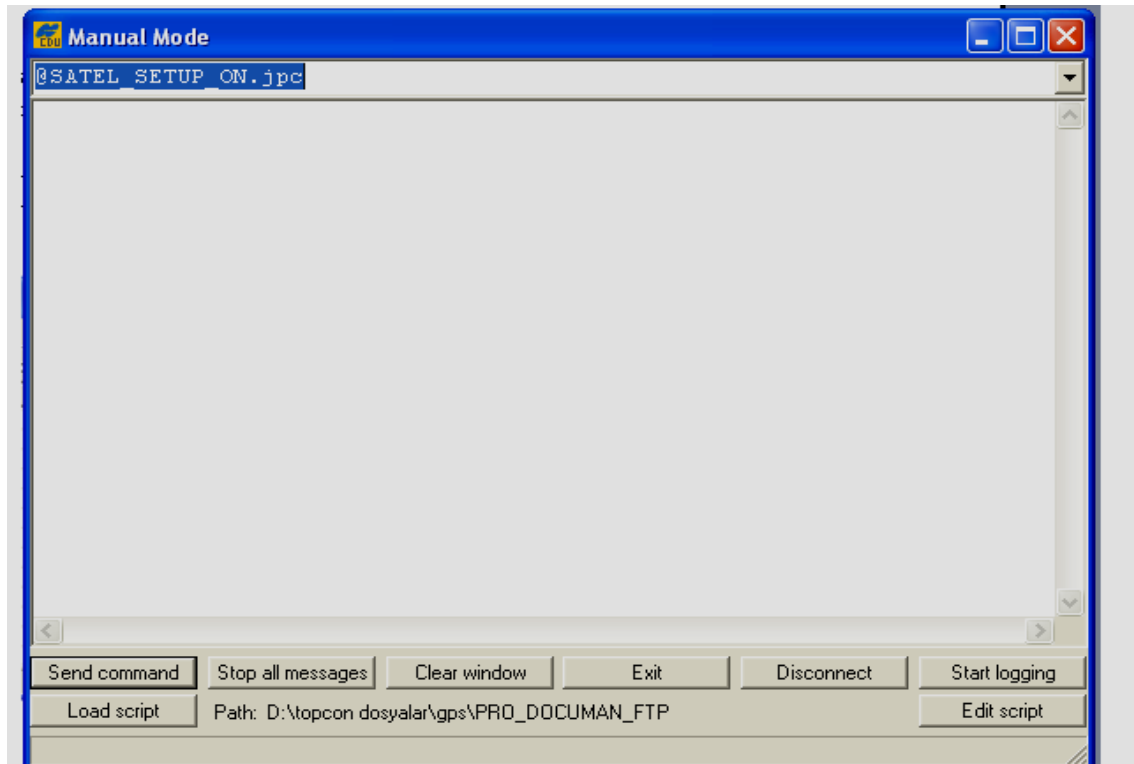 CDU Manual Mode
@SATEL_SETUP_ON.jpc
Send command Stop all messages Clear window Exit Disconnect Start logging
Load script Path: D:\topcon dosyalar\gps\PRO_DOCUMAN_FTP Edit script